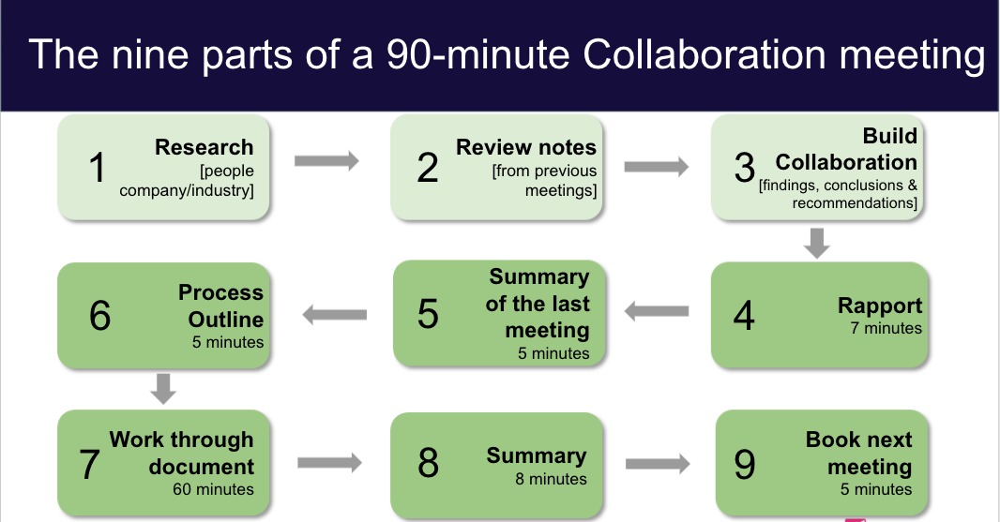 The nine parts of a 90-minute Collaboration meeting
1
Research
[people
company/industry]
2
Review notes
[from previous
meetings]
3
Build
Collaboration
[findings, conclusions &
recommendations]
4
Rapport
7 minutes
5
Summary
of the last
meeting
5 minutes
6
Process
Outline
5 minutes
7
Work through
document
60 minutes
8
Summary
8 minutes
9
Book next
meeting
5 minutes